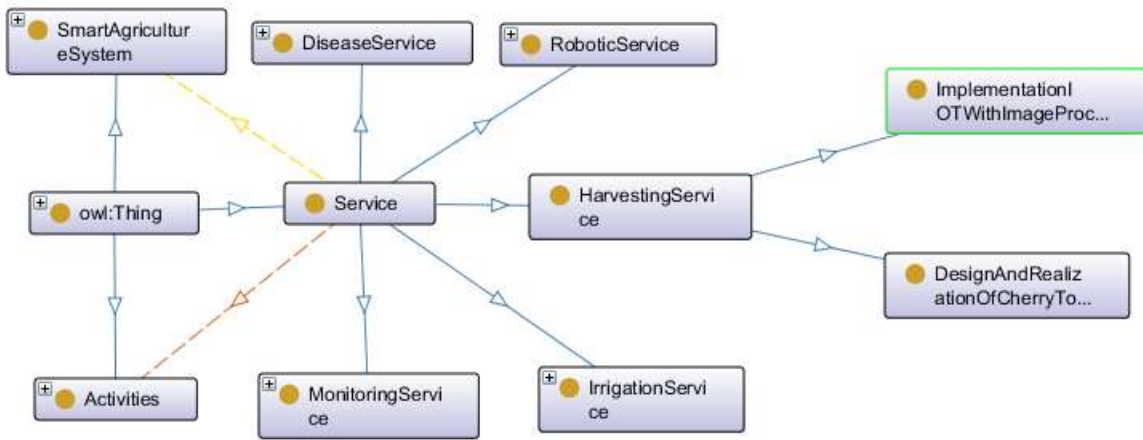 SmartAgricultur
eSystem
DiseaseService
RoboticService
ImplementationI
OTWithImageProc...
owl:Thing
Service
HarvestingServi
ce
DesignAndRealiz
ationOfCherryTo...
Activities
MonitoringServi
ce
IrrigationServi
ce